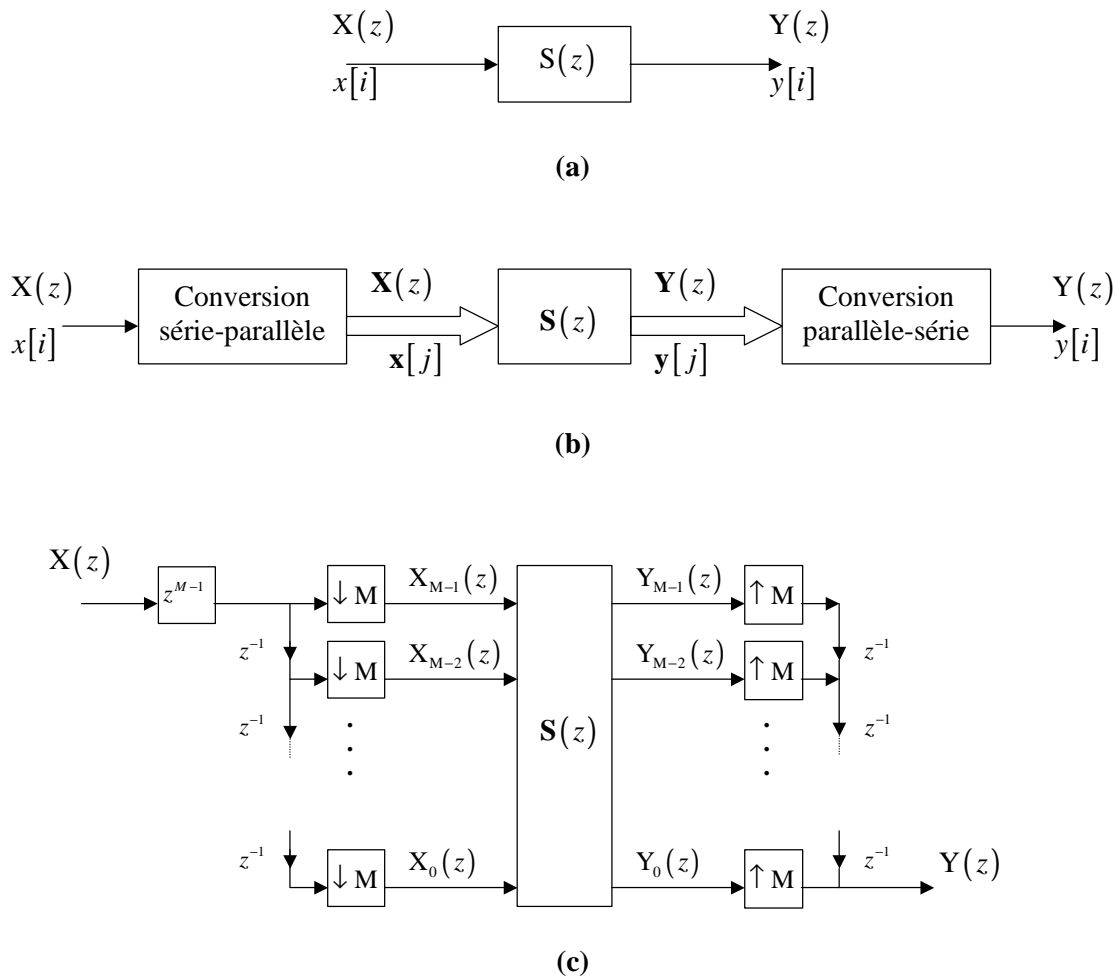 X(z) Y(z)
S(z)
x[i] y[i]
(a)
X(z) Conversion série-parallèle X(z) S(z) Y(z) Conversion parallèle-série Y(z)
x[i] x[j] y[j] y[i]
(b)
X(z) z^{M-1} ↓ M X_{M-1}(z) Y_{M-1}(z) ↑ M
z^{-1} ↓ M X_{M-2}(z) Y_{M-2}(z) ↑ M z^{-1}
z^{-1} S(z) z^{-1}
z^{-1} ↓ M X_0(z) Y_0(z) ↑ M z^{-1} Y(z)
(c)